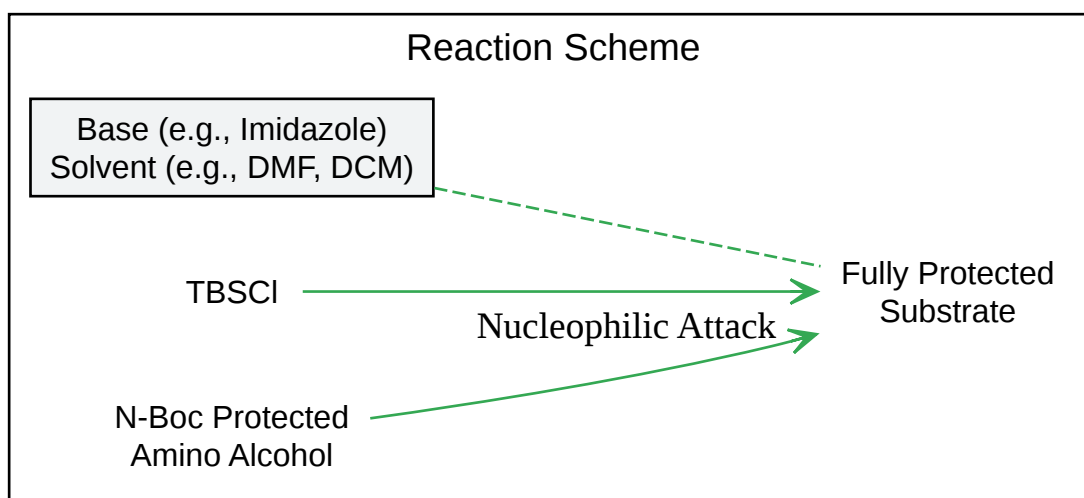 Reaction Scheme
Base (e.g., Imidazole)
Solvent (e.g., DMF, DCM)
TBSCl
Fully Protected
Substrate
Nucleophilic Attack
N-Boc Protected
Amino Alcohol